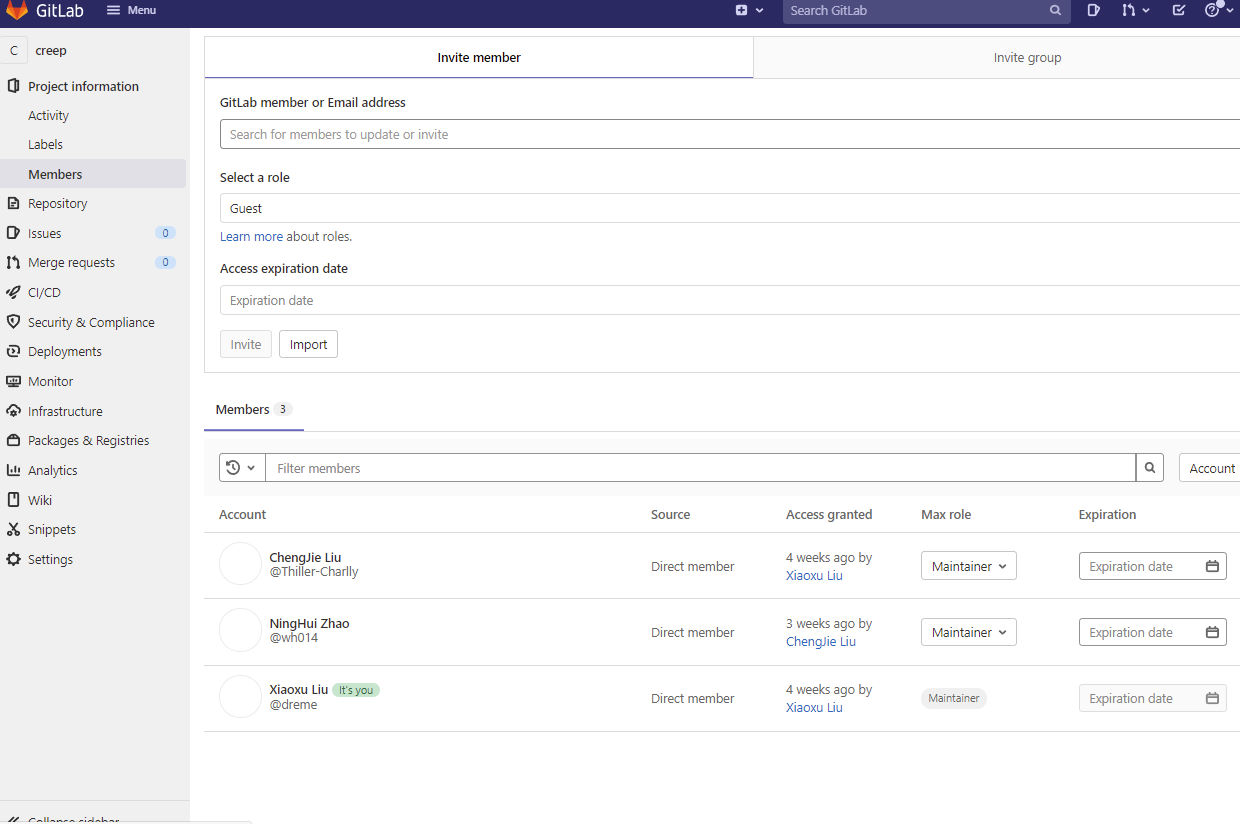 GitLab Menu Search GitLab
C creep
Project information
Activity
Labels
Members
Repository
Issues 0
Merge requests 0
CI/CD
Security & Compliance
Deployments
Monitor
Infrastructure
Packages & Registries
Analytics
Wiki
Snippets
Settings
Collapse sidebar
Invite member Invite group
GitLab member or Email address
Search for members to update or invite
Select a role
Guest
Learn more about roles.
Access expiration date
Expiration date
Invite Import
Members 3
Filter members Account
Account Source Access granted Max role Expiration
ChengJie Liu
@Thiller-Charlly
Direct member
4 weeks ago by
Xiaoxu Liu
Maintainer
Expiration date
NingHui Zhao
@wh014
Direct member
3 weeks ago by
ChengJie Liu
Maintainer
Expiration date
Xiaoxu Liu It's you
@dreme
Direct member
4 weeks ago by
Xiaoxu Liu
Maintainer
Expiration date